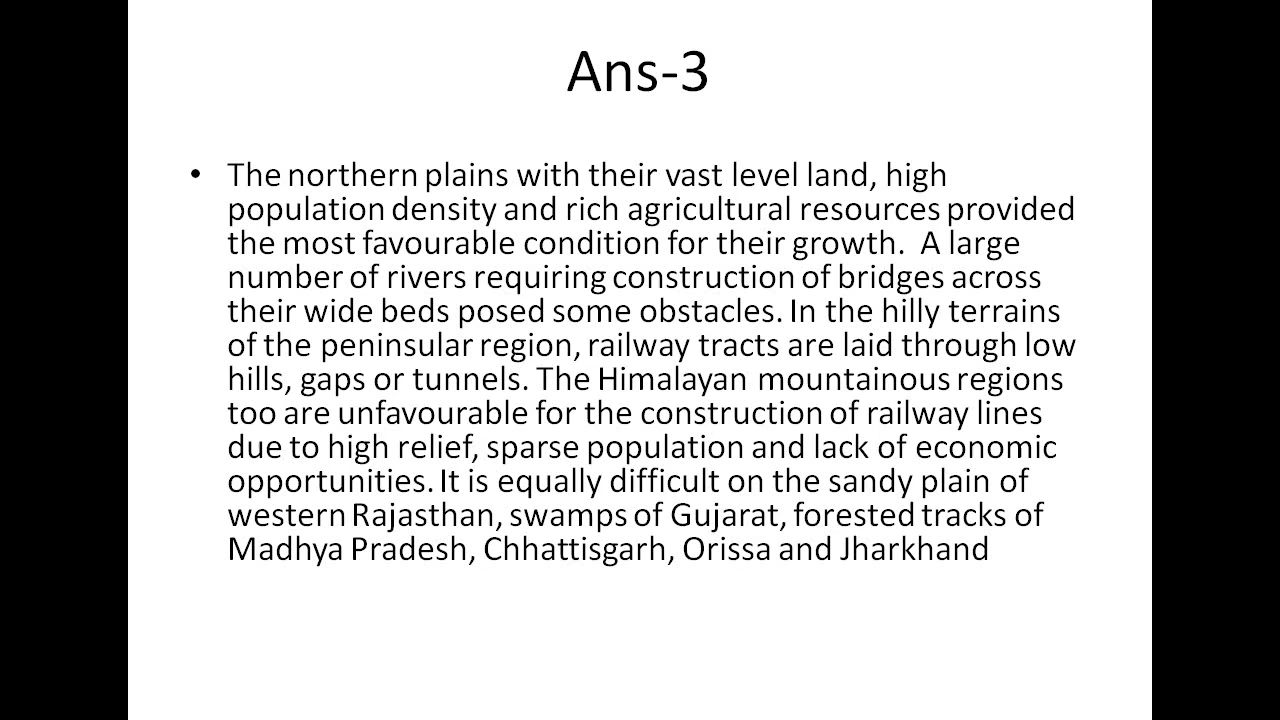 Ans-3
• The northern plains with their vast level land, high
population density and rich agricultural resources provided
the most favourable condition for their growth.  A large
number of rivers requiring construction of bridges across
their wide beds posed some obstacles. In the hilly terrains
of the peninsular region, railway tracts are laid through low
hills, gaps or tunnels. The Himalayan mountainous regions
too are unfavourable for the construction of railway lines
due to high relief, sparse population and lack of economic
opportunities. It is equally difficult on the sandy plain of
western Rajasthan, swamps of Gujarat, forested tracks of
Madhya Pradesh, Chhattisgarh, Orissa and Jharkhand